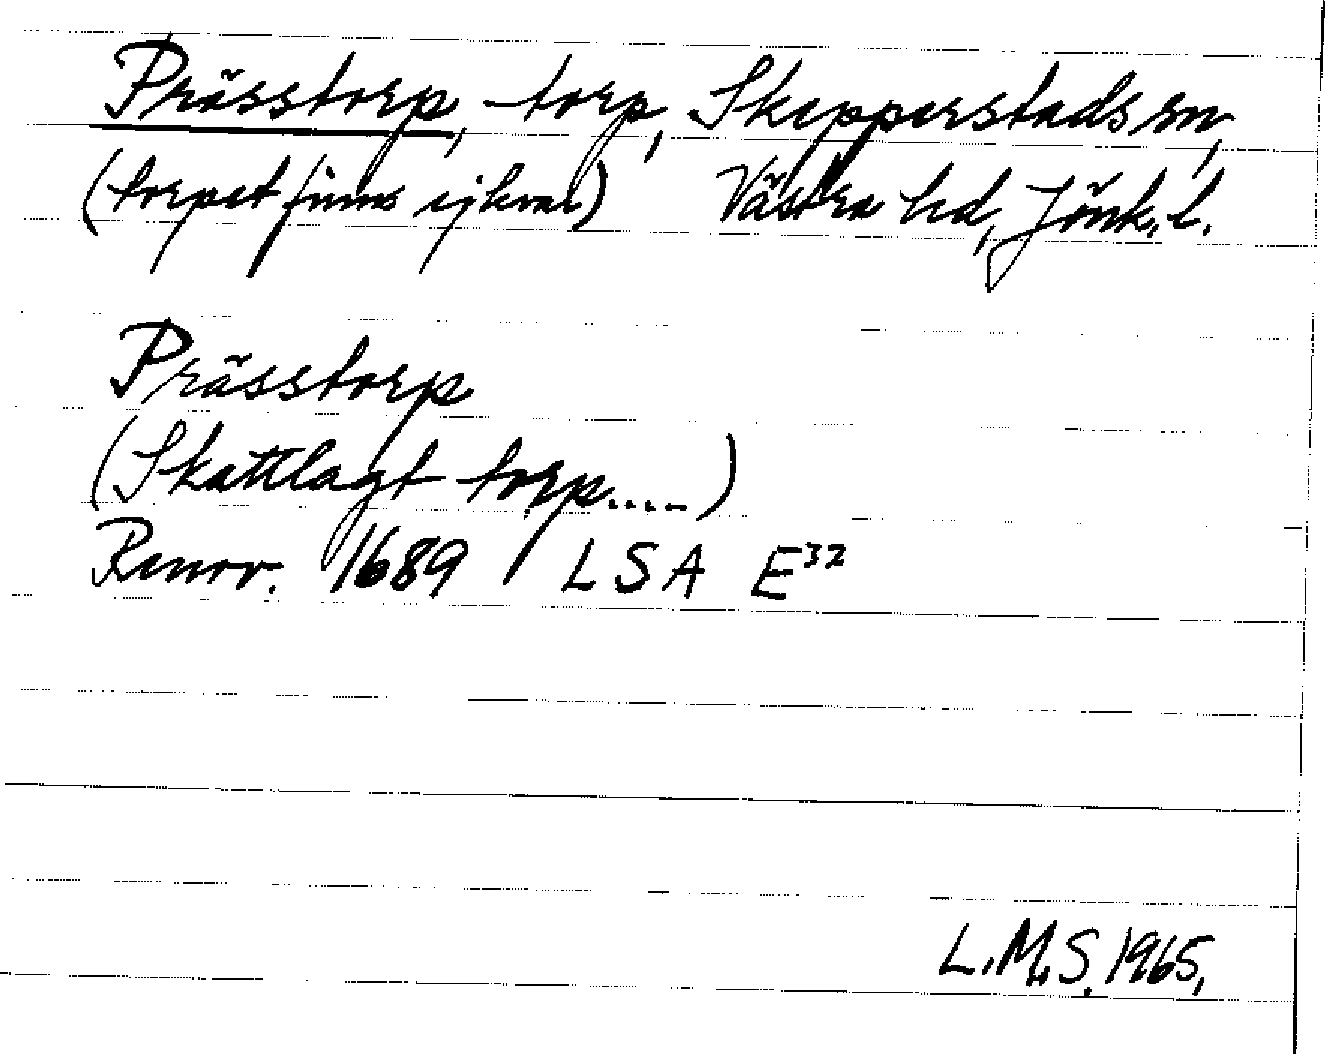 Prässtorp, torp, Skepperstads sn,
(torpet finns ej kvar) Västra hd, Jönk. l.
Prässtorp
(Skattlagt torp.....)
Renov. 1689 LSA E³²
L.M.S. 1965,